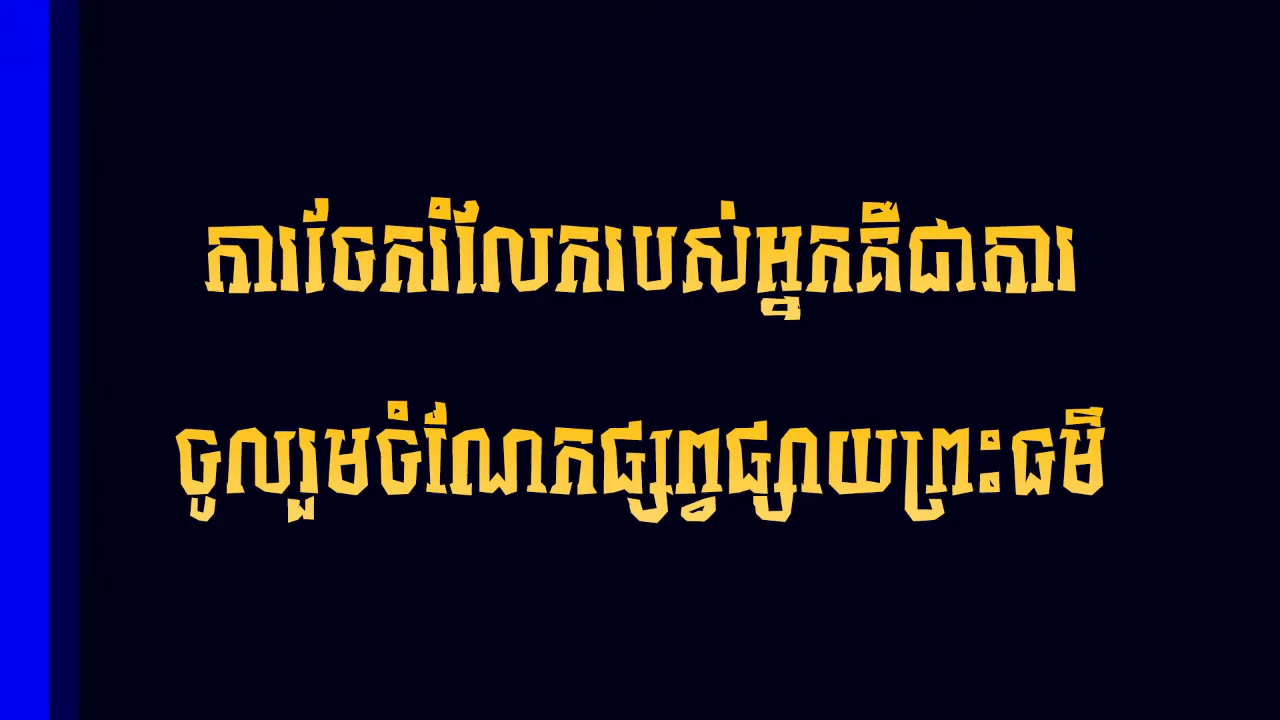 ការចែករំលែករបស់អ្នកគឺជាការ
ចូលរួមចំណែកផ្សព្វផ្សាយព្រះធម៌